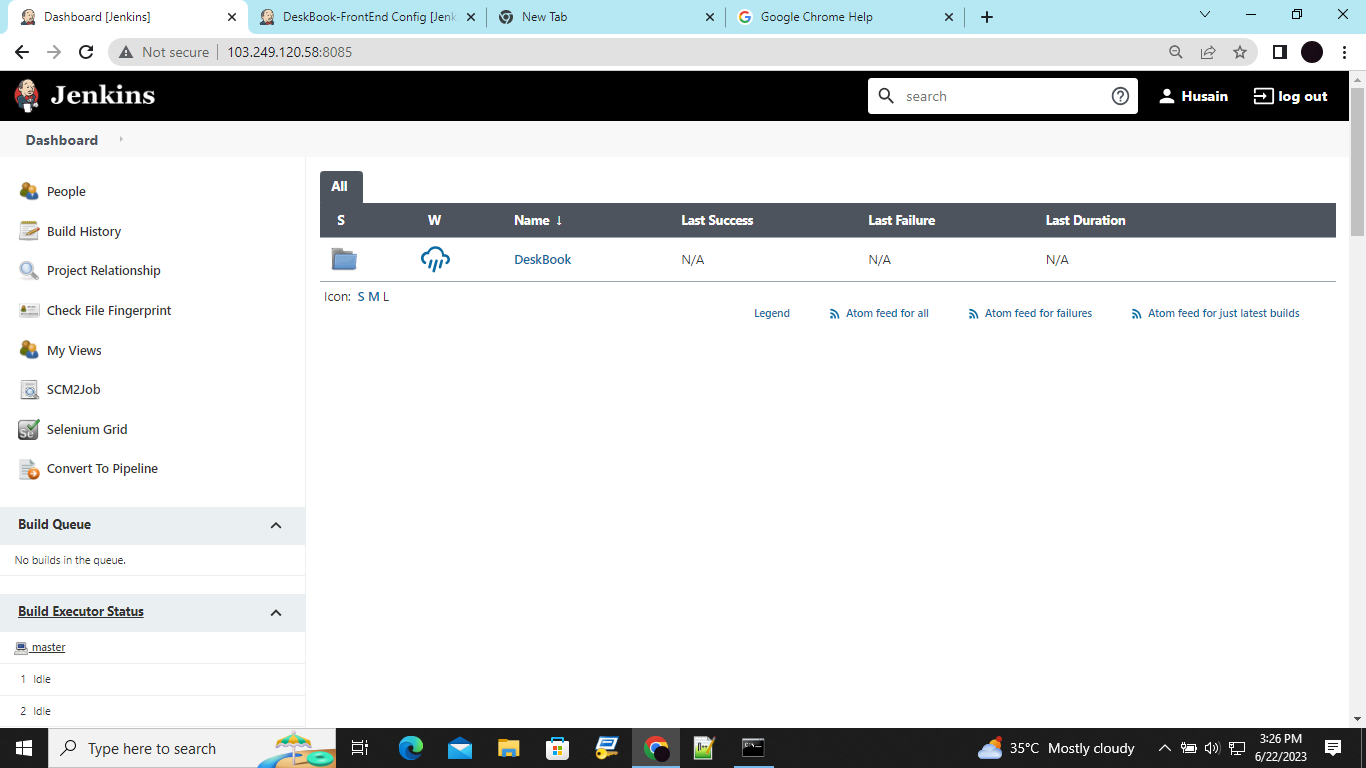 Dashboard [Jenkins]
DeskBook-FrontEnd Config [Jenk
New Tab
Google Chrome Help
Not secure
103.249.120.58:8085
Jenkins
search
Husain
log out
Dashboard
People
Build History
Project Relationship
Check File Fingerprint
My Views
SCM2Job
Selenium Grid
Convert To Pipeline
Build Queue
No builds in the queue.
Build Executor Status
master
1 Idle
2 Idle
All
S W Name ↓ Last Success Last Failure Last Duration
DeskBook N/A N/A N/A
Icon: S M L
Legend Atom feed for all Atom feed for failures Atom feed for just latest builds
Type here to search
35°C Mostly cloudy
3:26 PM
6/22/2023